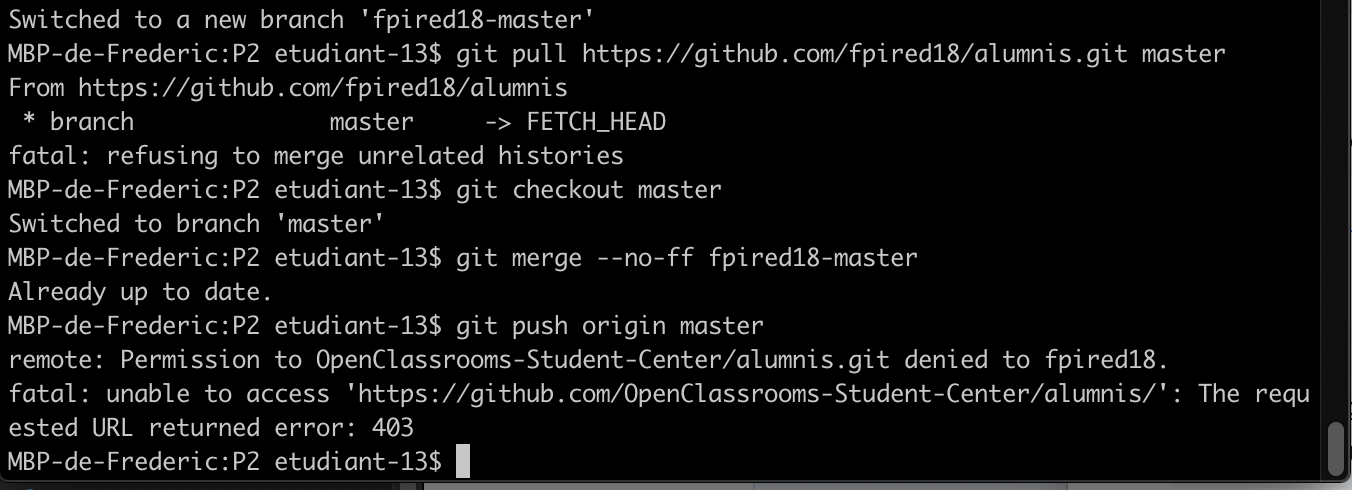 Switched to a new branch 'fpired18-master'
MBP-de-Frederic:P2 etudiant-13$ git pull https://github.com/fpired18/alumnis.git master
From https://github.com/fpired18/alumnis
 * branch            master     -> FETCH_HEAD
fatal: refusing to merge unrelated histories
MBP-de-Frederic:P2 etudiant-13$ git checkout master
Switched to branch 'master'
MBP-de-Frederic:P2 etudiant-13$ git merge --no-ff fpired18-master
Already up to date.
MBP-de-Frederic:P2 etudiant-13$ git push origin master
remote: Permission to OpenClassrooms-Student-Center/alumnis.git denied to fpired18.
fatal: unable to access 'https://github.com/OpenClassrooms-Student-Center/alumnis/': The requ
ested URL returned error: 403
MBP-de-Frederic:P2 etudiant-13$